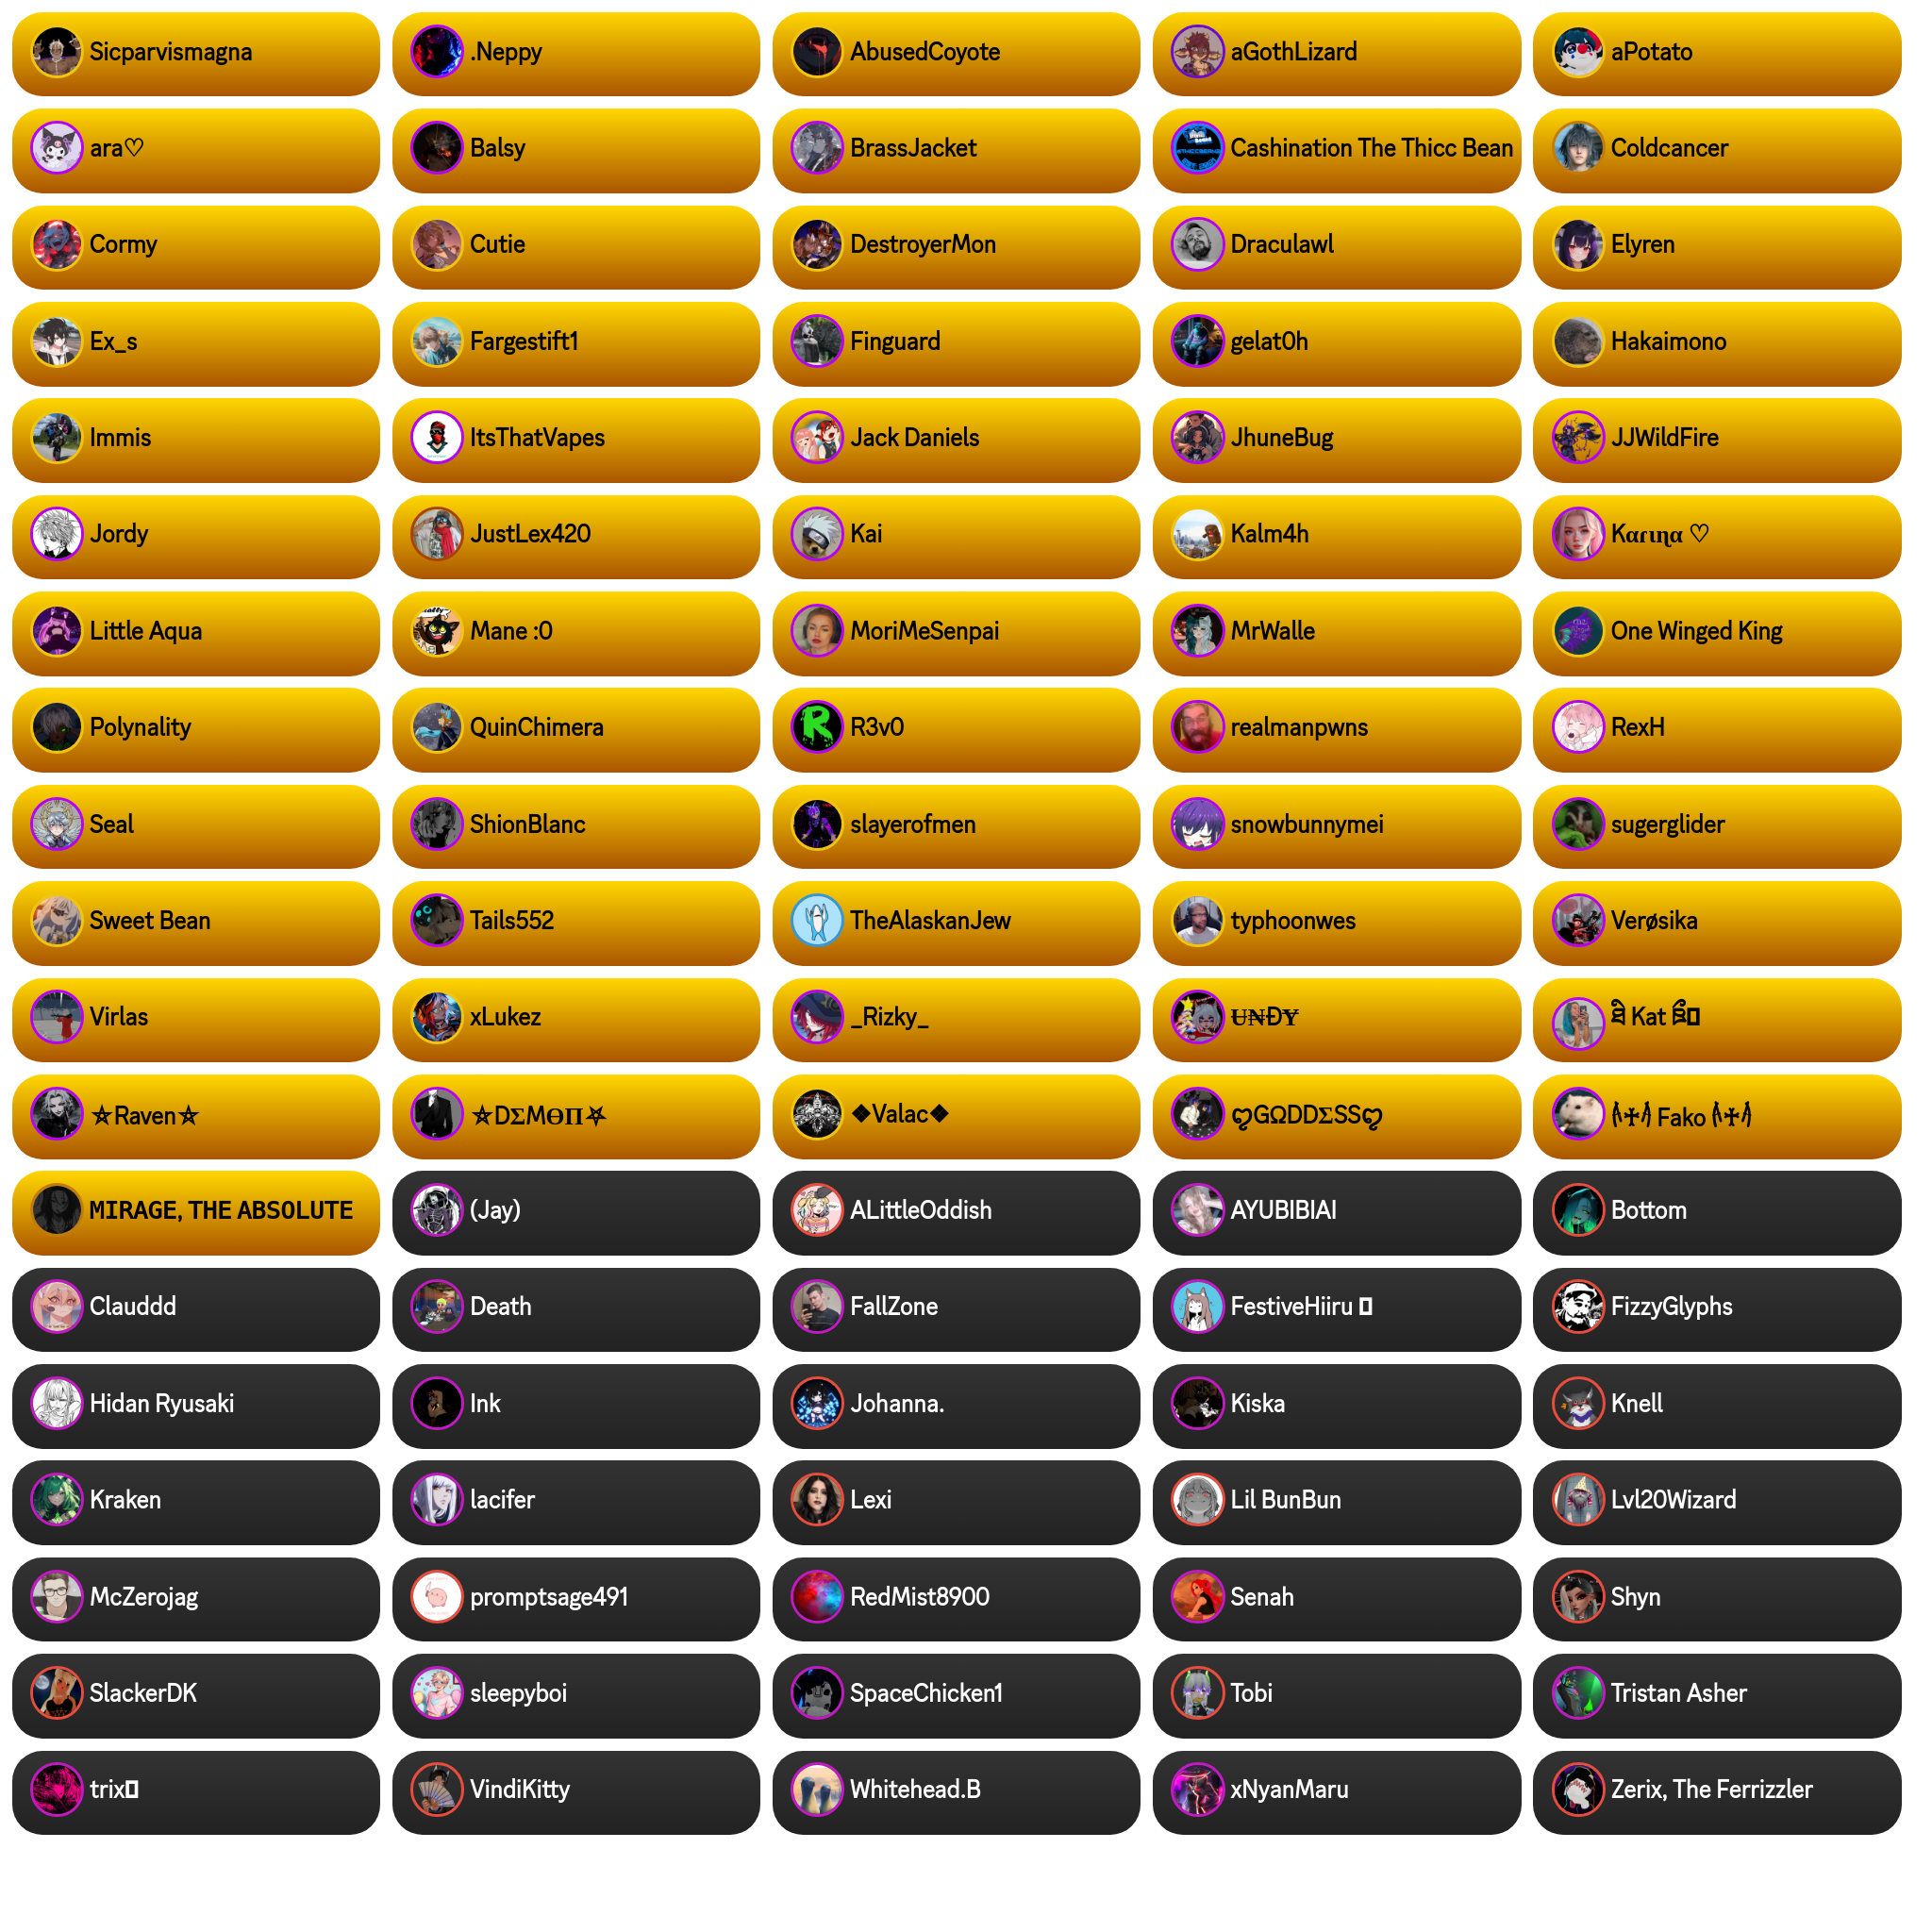 Sicparvismagna
.Neppy
AbusedCoyote
aGothLizard
aPotato
ara♡
Balsy
BrassJacket
Cashination The Thicc Bean
Coldcancer
Cormy
Cutie
DestroyerMon
Draculawl
Elyren
Ex_s
Fargestift1
Finguard
gelat0h
Hakaimono
Immis
ItsThatVapes
Jack Daniels
JhuneBug
JJWildFire
Jordy
JustLex420
Kai
Kalm4h
Kαɾιɳα ♡
Little Aqua
Mane :0
MoriMeSenpai
MrWalle
One Winged King
Polynality
QuinChimera
R3v0
realmanpwns
RexH
Seal
ShionBlanc
slayerofmen
snowbunnymei
sugerglider
Sweet Bean
Tails552
TheAlaskanJew
typhoonwes
Verøsika
Virlas
xLukez
_Rizky_
U̶N̶ÐY̶
Kat
⛤Raven⛤
⛤DΣMӨΠ⛧
❖Valac❖
ღGΩDDΣSSღ
Fako
MIRAGE, THE ABSOLUTE
(Jay)
ALittleOddish
AYUBIBIAI
Bottom
Clauddd
Death
FallZone
FestiveHiiru
FizzyGlyphs
Hidan Ryusaki
Ink
Johanna.
Kiska
Knell
Kraken
lacifer
Lexi
Lil BunBun
Lvl20Wizard
McZerojag
promptsage491
RedMist8900
Senah
Shyn
SlackerDK
sleepyboi
SpaceChicken1
Tobi
Tristan Asher
trix
VindiKitty
Whitehead.B
xNyanMaru
Zerix, The Ferrizzler